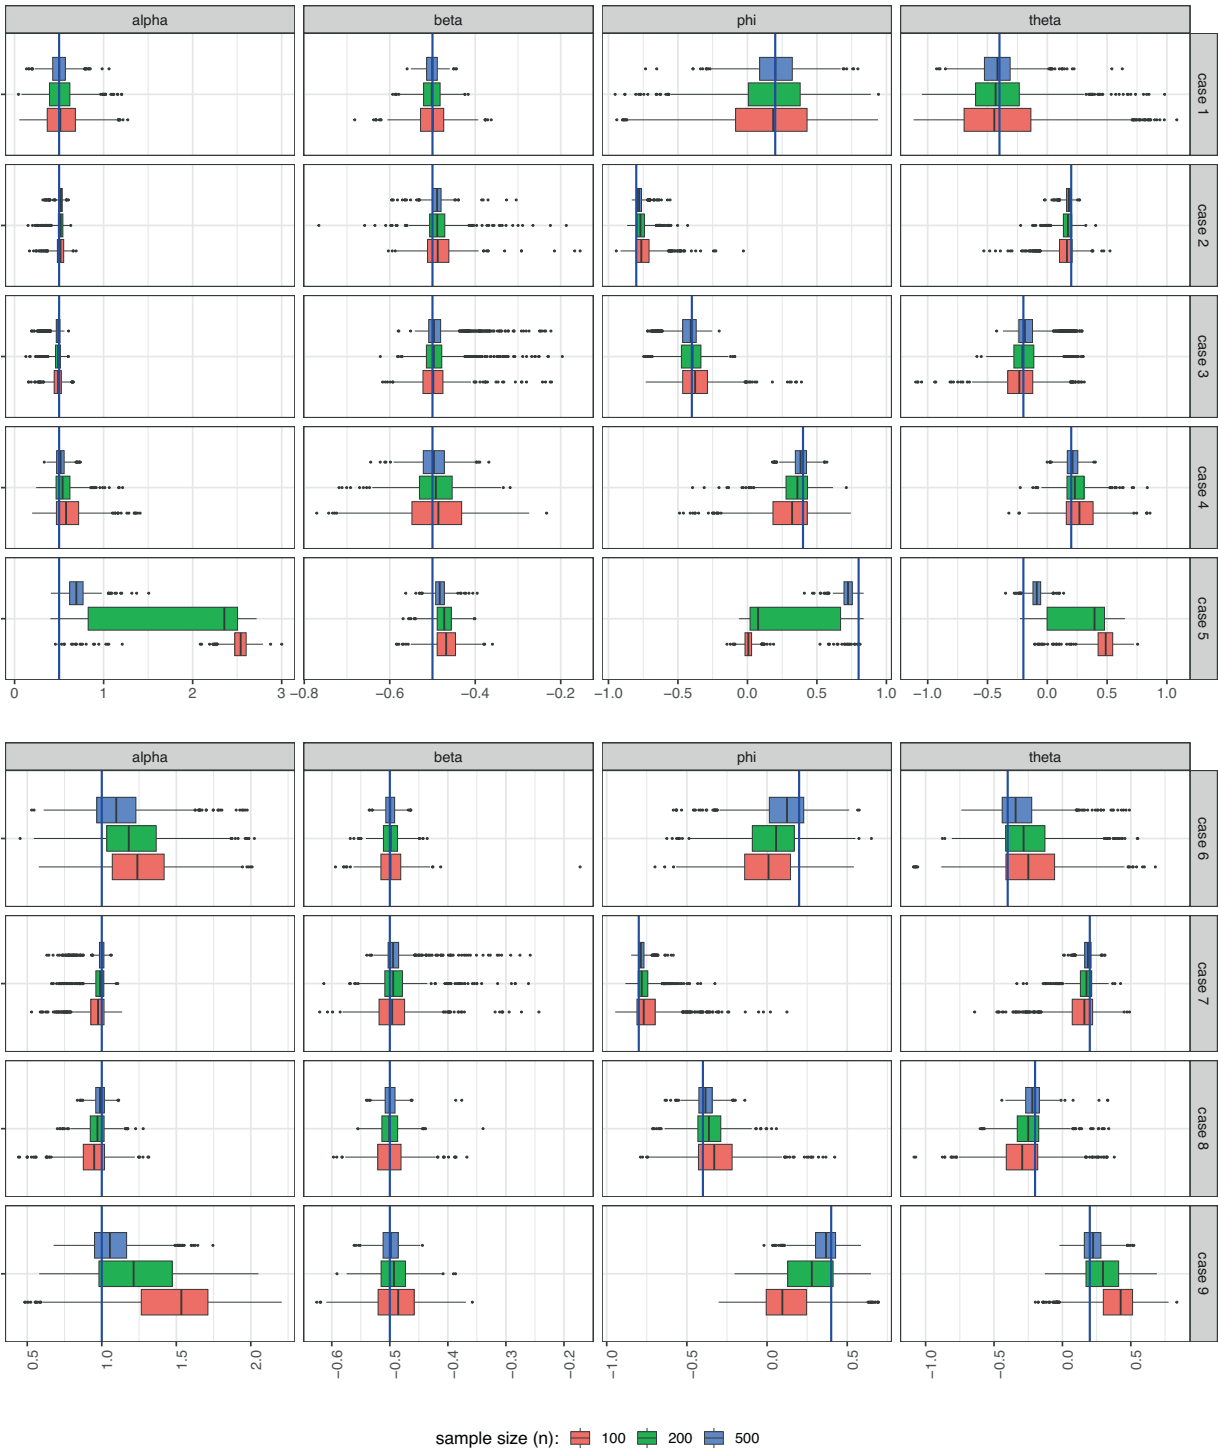 alpha beta phi theta
case 1
case 2
case 3
case 4
case 5
0 1 2 3 −0.8 −0.6 −0.4 −0.2 −1.0 −0.5 0.0 0.5 1.0 −1.0 −0.5 0.0 0.5 1.0
alpha beta phi theta
case 6
case 7
case 8
case 9
0.5 1.0 1.5 2.0 −0.6 −0.5 −0.4 −0.3 −0.2 −1.0 −0.5 0.0 0.5 −1.0 −0.5 0.0 0.5
sample size (n): 100 200 500